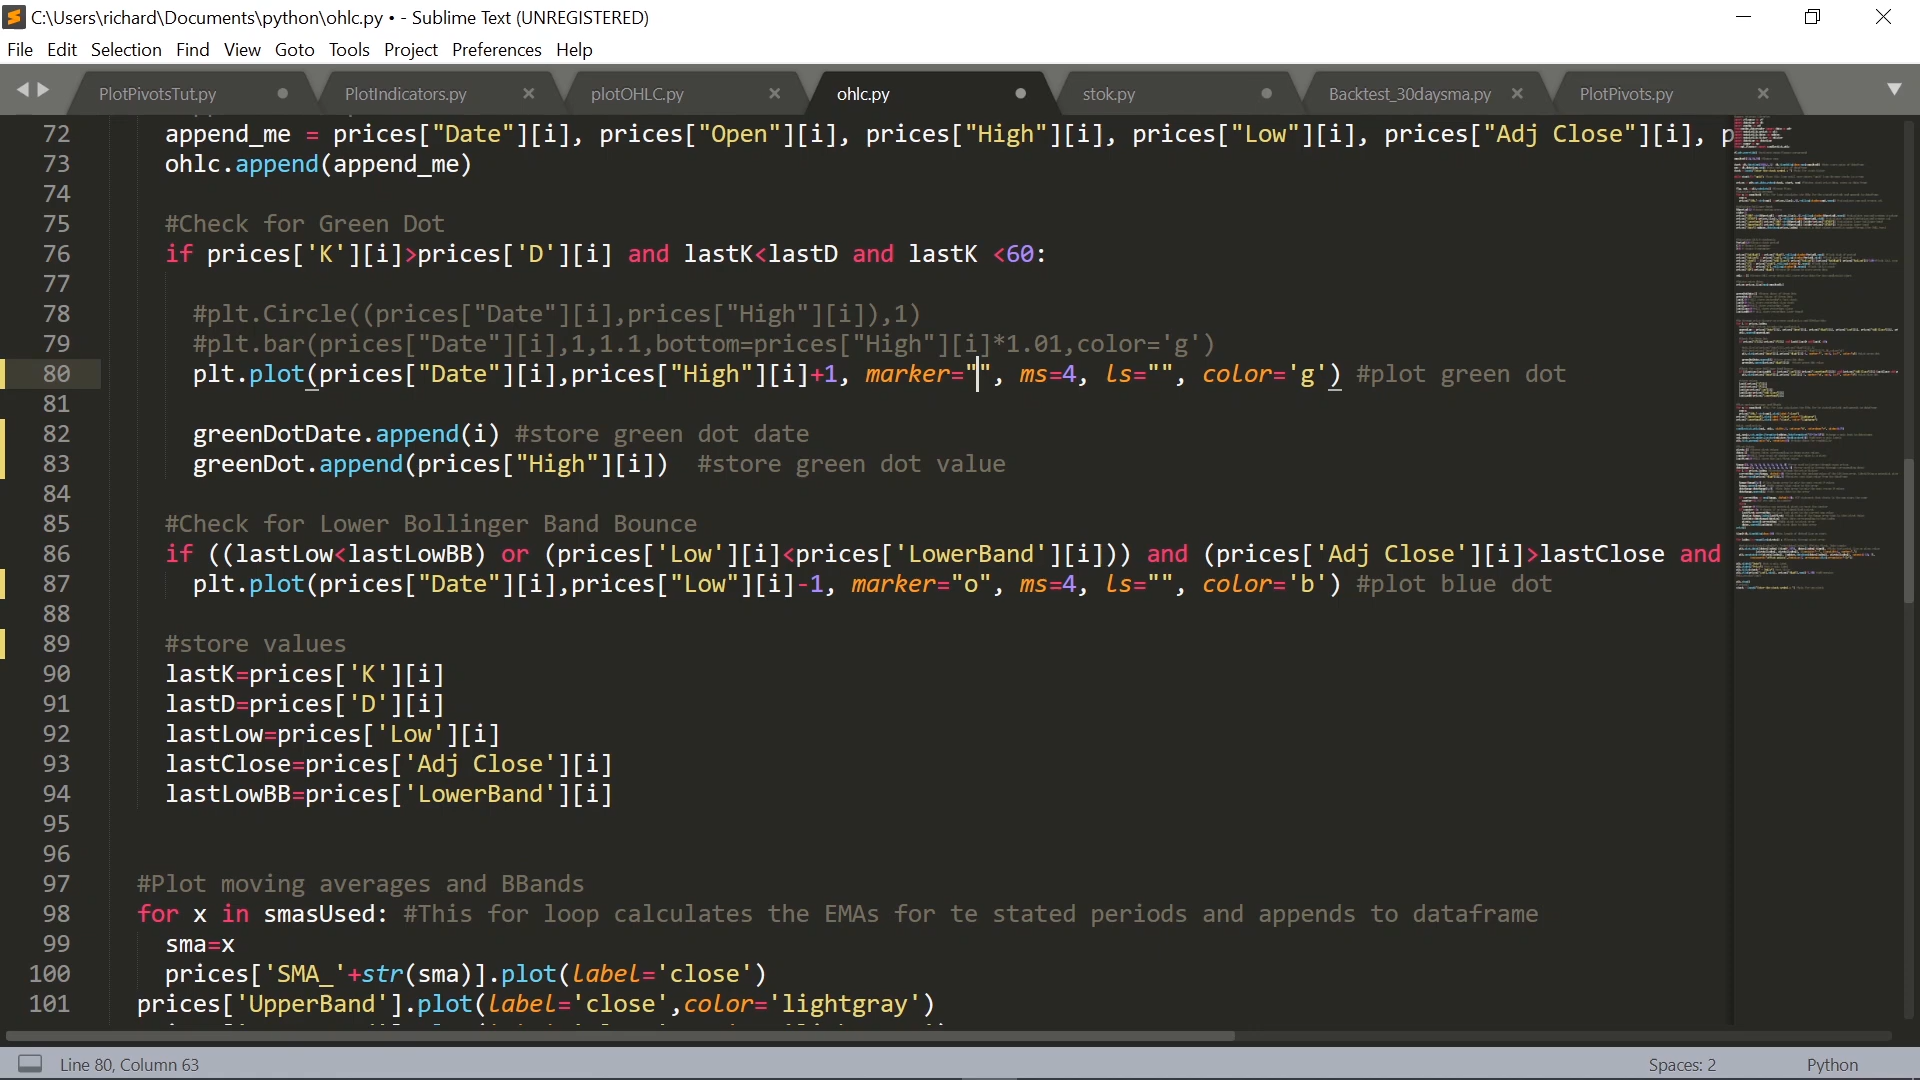 C:\Users\richard\Documents\python\ohlc.py • - Sublime Text (UNREGISTERED)
File Edit Selection Find View Goto Tools Project Preferences Help
PlotPivotsTut.py PlotIndicators.py plotOHLC.py ohlc.py stok.py Backtest_30daysma.py PlotPivots.py
72 append_me = prices["Date"][i], prices["Open"][i], prices["High"][i], prices["Low"][i], prices["Adj Close"][i], p
73 ohlc.append(append_me)
74
75 #Check for Green Dot
76 if prices['K'][i]>prices['D'][i] and lastK<lastD and lastK <60:
77
78 #plt.Circle((prices["Date"][i],prices["High"][i]),1)
79 #plt.bar(prices["Date"][i],1,1.1,bottom=prices["High"][i]*1.01,color='g')
80 plt.plot(prices["Date"][i],prices["High"][i]+1, marker="", ms=4, ls="", color='g') #plot green dot
81
82 greenDotDate.append(i) #store green dot date
83 greenDot.append(prices["High"][i])  #store green dot value
84
85 #Check for Lower Bollinger Band Bounce
86 if ((lastLow<lastLowBB) or (prices['Low'][i]<prices['LowerBand'][i])) and (prices['Adj Close'][i]>lastClose and
87 plt.plot(prices["Date"][i],prices["Low"][i]-1, marker="o", ms=4, ls="", color='b') #plot blue dot
88
89 #store values
90 lastK=prices['K'][i]
91 lastD=prices['D'][i]
92 lastLow=prices['Low'][i]
93 lastClose=prices['Adj Close'][i]
94 lastLowBB=prices['LowerBand'][i]
95
96
97 #Plot moving averages and BBands
98 for x in smasUsed: #This for loop calculates the EMAs for te stated periods and appends to dataframe
99 sma=x
100 prices['SMA_'+str(sma)].plot(label='close')
101 prices['UpperBand'].plot(label='close',color='lightgray')
Line 80, Column 63 Spaces: 2 Python